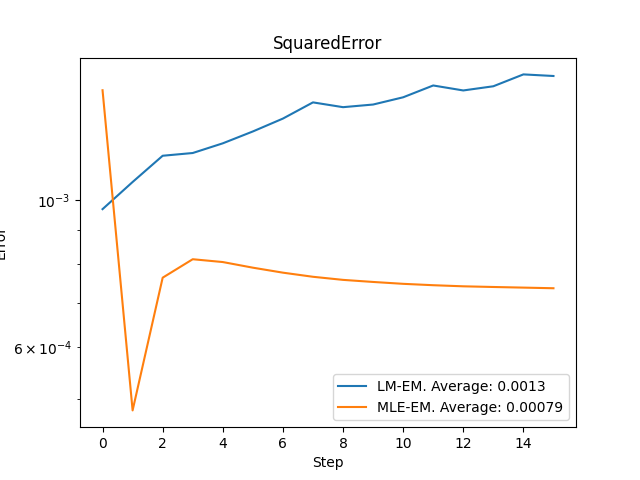 SquaredError
10⁻³
6 × 10⁻⁴
Error
LM-EM. Average: 0.0013
MLE-EM. Average: 0.00079
0 2 4 6 8 10 12 14
Step